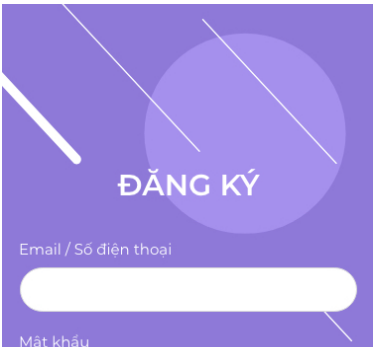 ĐĂNG KÝ
Email / Số điện thoại
Mật khẩu